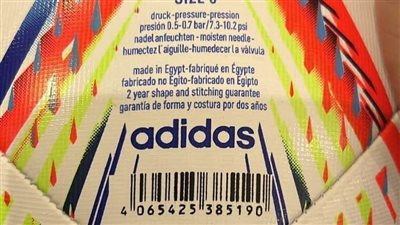 druck-pressure-pression
presión 0.5-0.7 bar/7.3-10.2 psi
nadel anfeuchten - moisten needle-
humectez l'aiguille-humedecer la válvula
made in Egypt-fabriqué en Égypte
fabricado no Egito-fabricado en Egipto
2 year shape and stitching guarantee
garantía de forma y costura por dos años
adidas
4 065425 385190